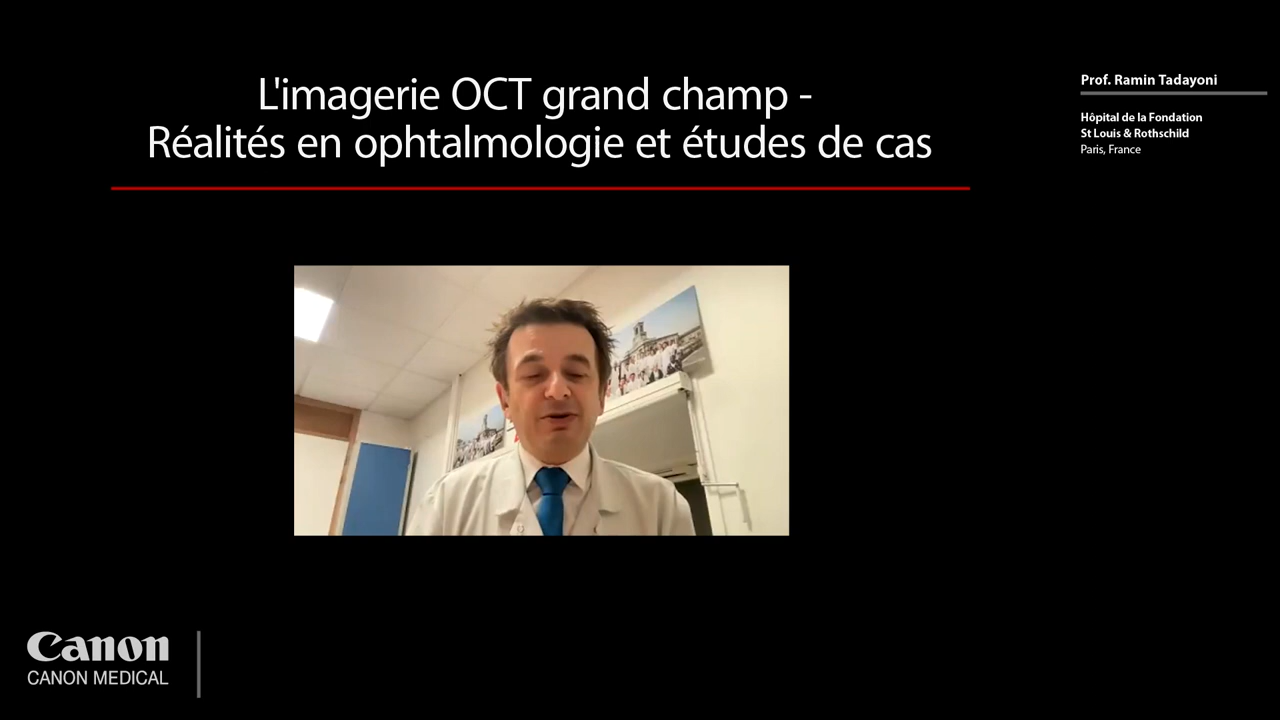 L'imagerie OCT grand champ -
Réalités en ophtalmologie et études de cas
Prof. Ramin Tadayoni
Hôpital de la Fondation
St Louis & Rothschild
Paris, France
Canon
CANON MEDICAL